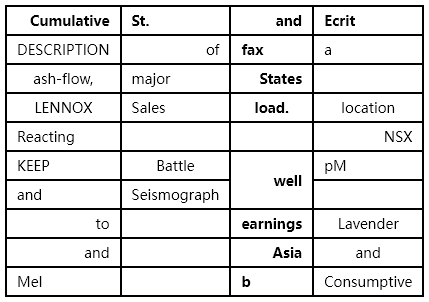 Cumulative St. and Ecrit
DESCRIPTION of fax a
ash-flow, major States
LENNOX Sales load. location
Reacting NSX
KEEP Battle well pM
and Seismograph
to earnings Lavender
and Asia and
Mel b Consumptive